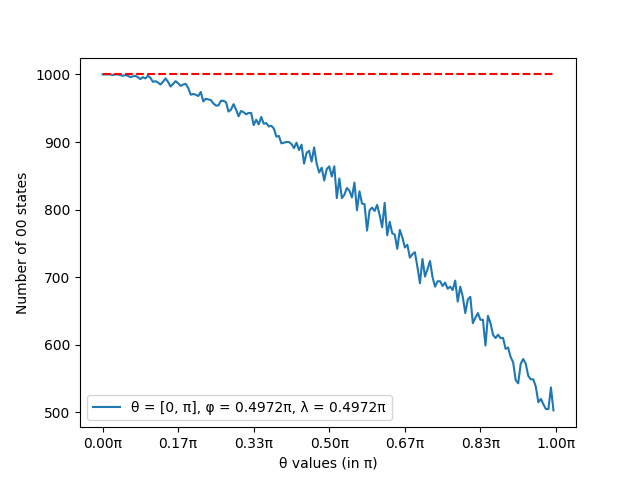 1000
900
800
700
600
500
Number of 00 states
θ = [0, π], φ = 0.4972π, λ = 0.4972π
0.00π 0.17π 0.33π 0.50π 0.67π 0.83π 1.00π
θ values (in π)